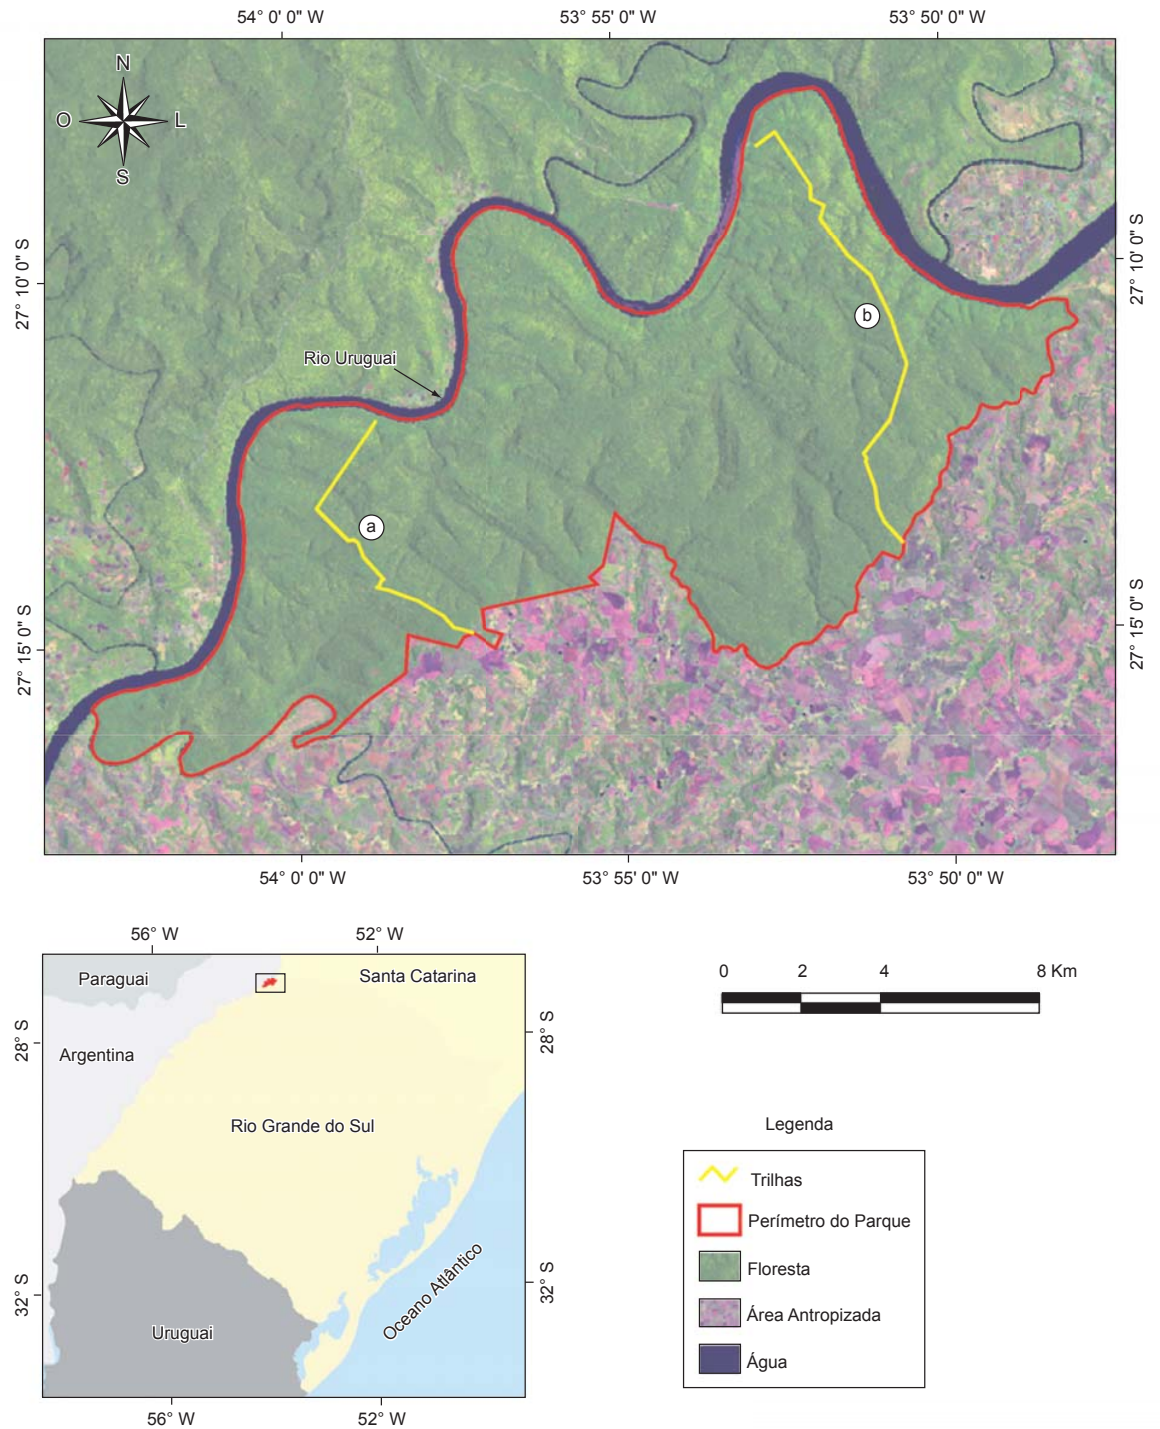 54° 0' 0" W
53° 55' 0" W
53° 50' 0" W
N
O
L
S
27° 10' 0" S
27° 10' 0" S
b
Rio Uruguai
a
27° 15' 0" S
27° 15' 0" S
54° 0' 0" W
53° 55' 0" W
53° 50' 0" W
56° W
52° W
Paraguai
Santa Catarina
28° S
28° S
Argentina
Rio Grande do Sul
Oceano Atlântico
32° S
32° S
Uruguai
56° W
52° W
0 2 4 8 Km
Legenda
Trilhas
Perímetro do Parque
Floresta
Área Antropizada
Água